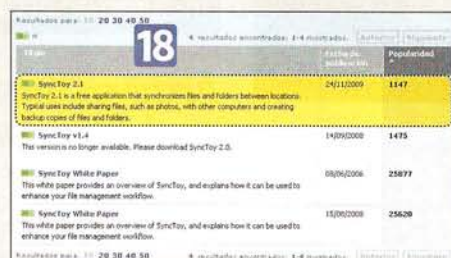 Resultados para: 10 20 30 40 50
18
4 resultados encontrados: 1-4 mostrados. Anterior Siguiente
Título Fecha de publicación Popularidad
SyncToy 2.1 24/11/2009 1147
SyncToy 2.1 is a free application that synchronizes files and folders between locations.
Typical uses include sharing files, such as photos, with other computers and creating
backup copies of files and folders.
SyncToy v1.4 14/09/2008 1475
This version is no longer available. Please download SyncToy 2.0.
SyncToy White Paper 08/06/2006 25877
This white paper provides an overview of SyncToy, and explains how it can be used to
enhance your file management workflow.
SyncToy White Paper 15/08/2008 25620
This white paper provides an overview of SyncToy, and explains how it can be used to
enhance your file management workflow.
Resultados para: 10 20 30 40 50 4 resultados encontrados: 1-4 mostrados. Anterior Siguiente